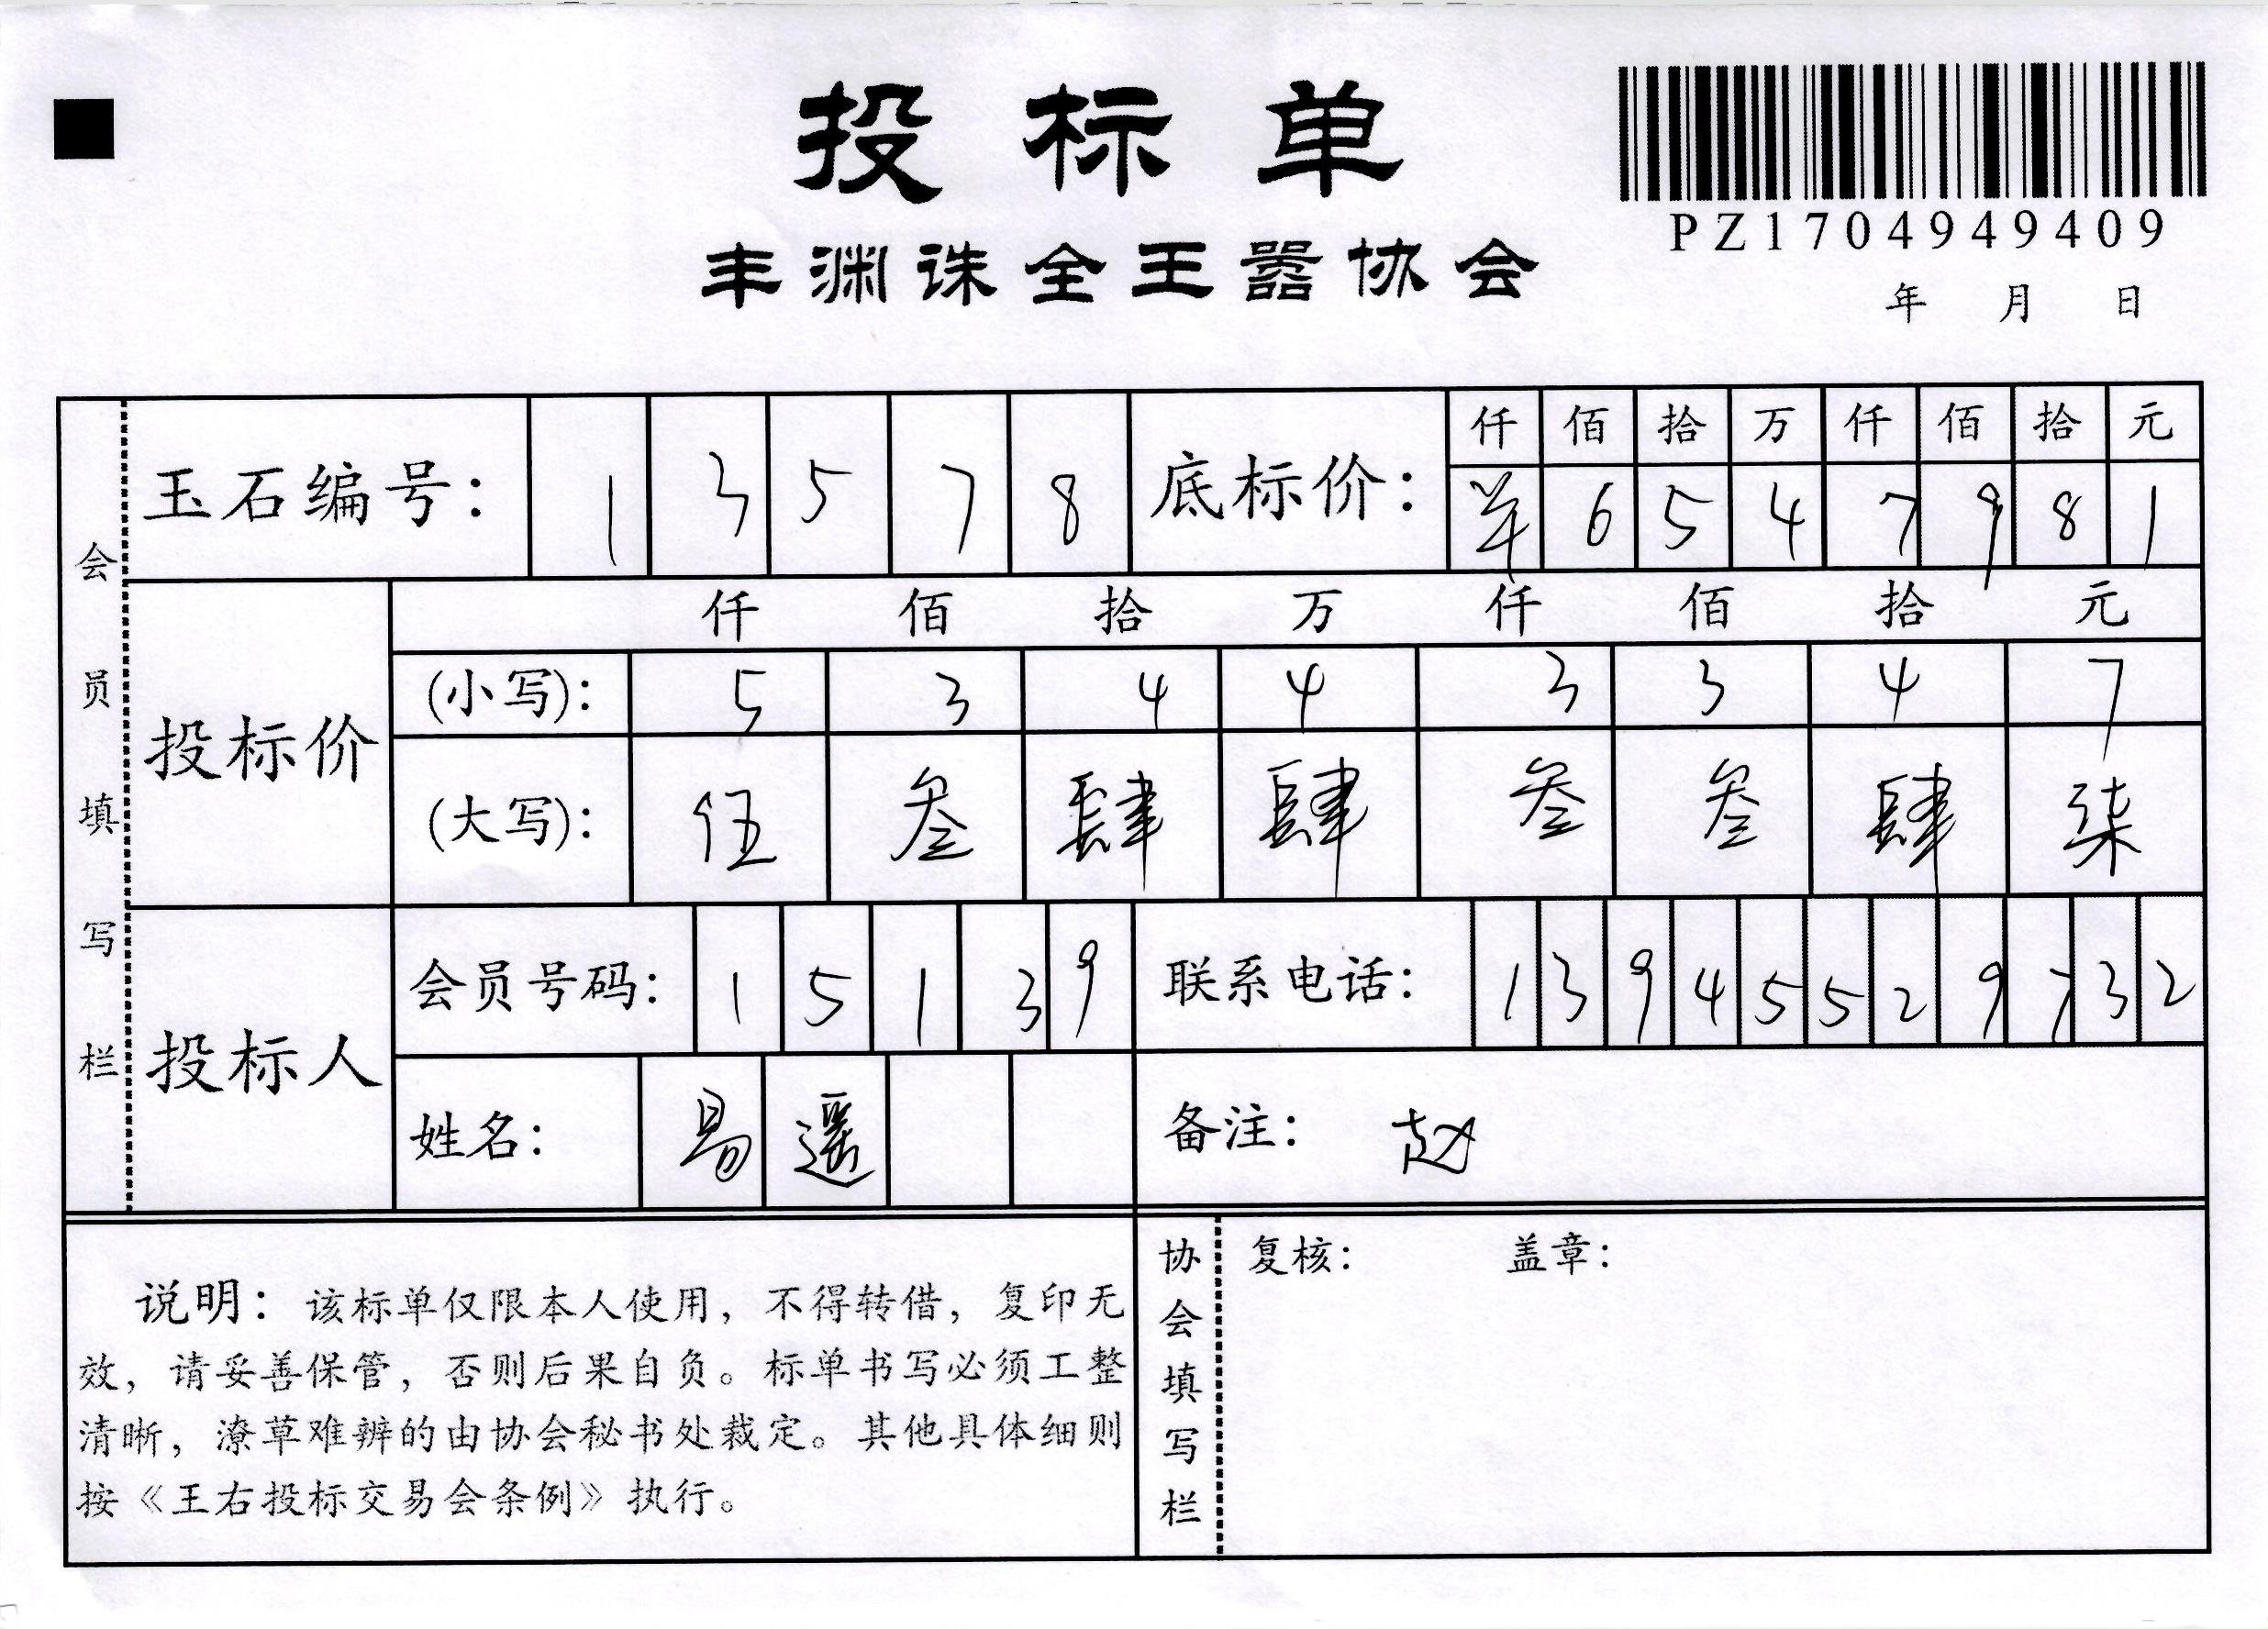 投标单
PZ1704949409
丰渊诛全王嚣协会
年 月 日
会员填写栏
玉石编号: 1 3 5 7 8
底标价: 仟 佰 拾 万 仟 佰 拾 元
6 5 4 7 9 8 1
投标价
仟 佰 拾 万 仟 佰 拾 元
(小写): 5 3 4 4 3 3 4 7
(大写): 伍 叁 肆 肆 叁 叁 肆 柒
投标人
会员号码: 1 5 1 3 9
联系电话: 1 3 9 4 5 5 2 9 7 3 2
姓名: 易 遥
备注: 赵
说明: 该标单仅限本人使用, 不得转借, 复印无
效, 请妥善保管, 否则后果自负。标单书写必须工整
清晰, 潦草难辨的由协会秘书处裁定。其他具体细则
按《王右投标交易会条例》执行。
协会填写栏
复核: 盖章: